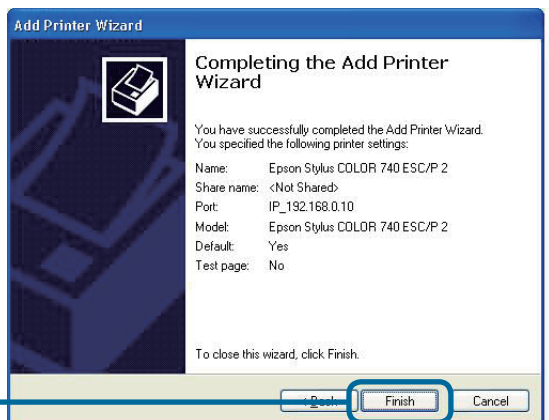 Add Printer Wizard
Completing the Add Printer
Wizard
You have successfully completed the Add Printer Wizard.
You specified the following printer settings:
Name: Epson Stylus COLOR 740 ESC/P 2
Share name: <Not Shared>
Port: IP_192.168.0.10
Model: Epson Stylus COLOR 740 ESC/P 2
Default: Yes
Test page: No
To close this wizard, click Finish.
< Back Finish Cancel